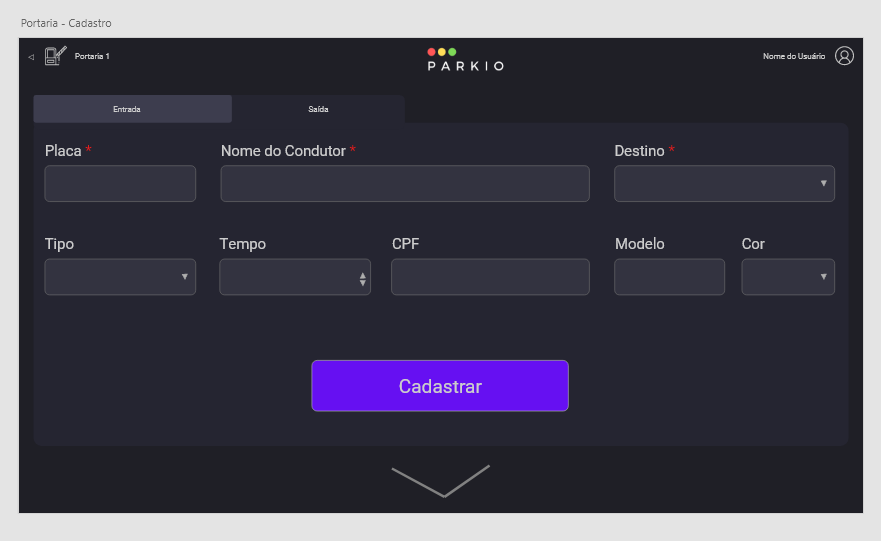 Portaria - Cadastro
Portaria 1
PARKIO
Nome do Usuário
Entrada
Saída
Placa *
Nome do Condutor *
Destino *
Tipo
Tempo
CPF
Modelo
Cor
Cadastrar